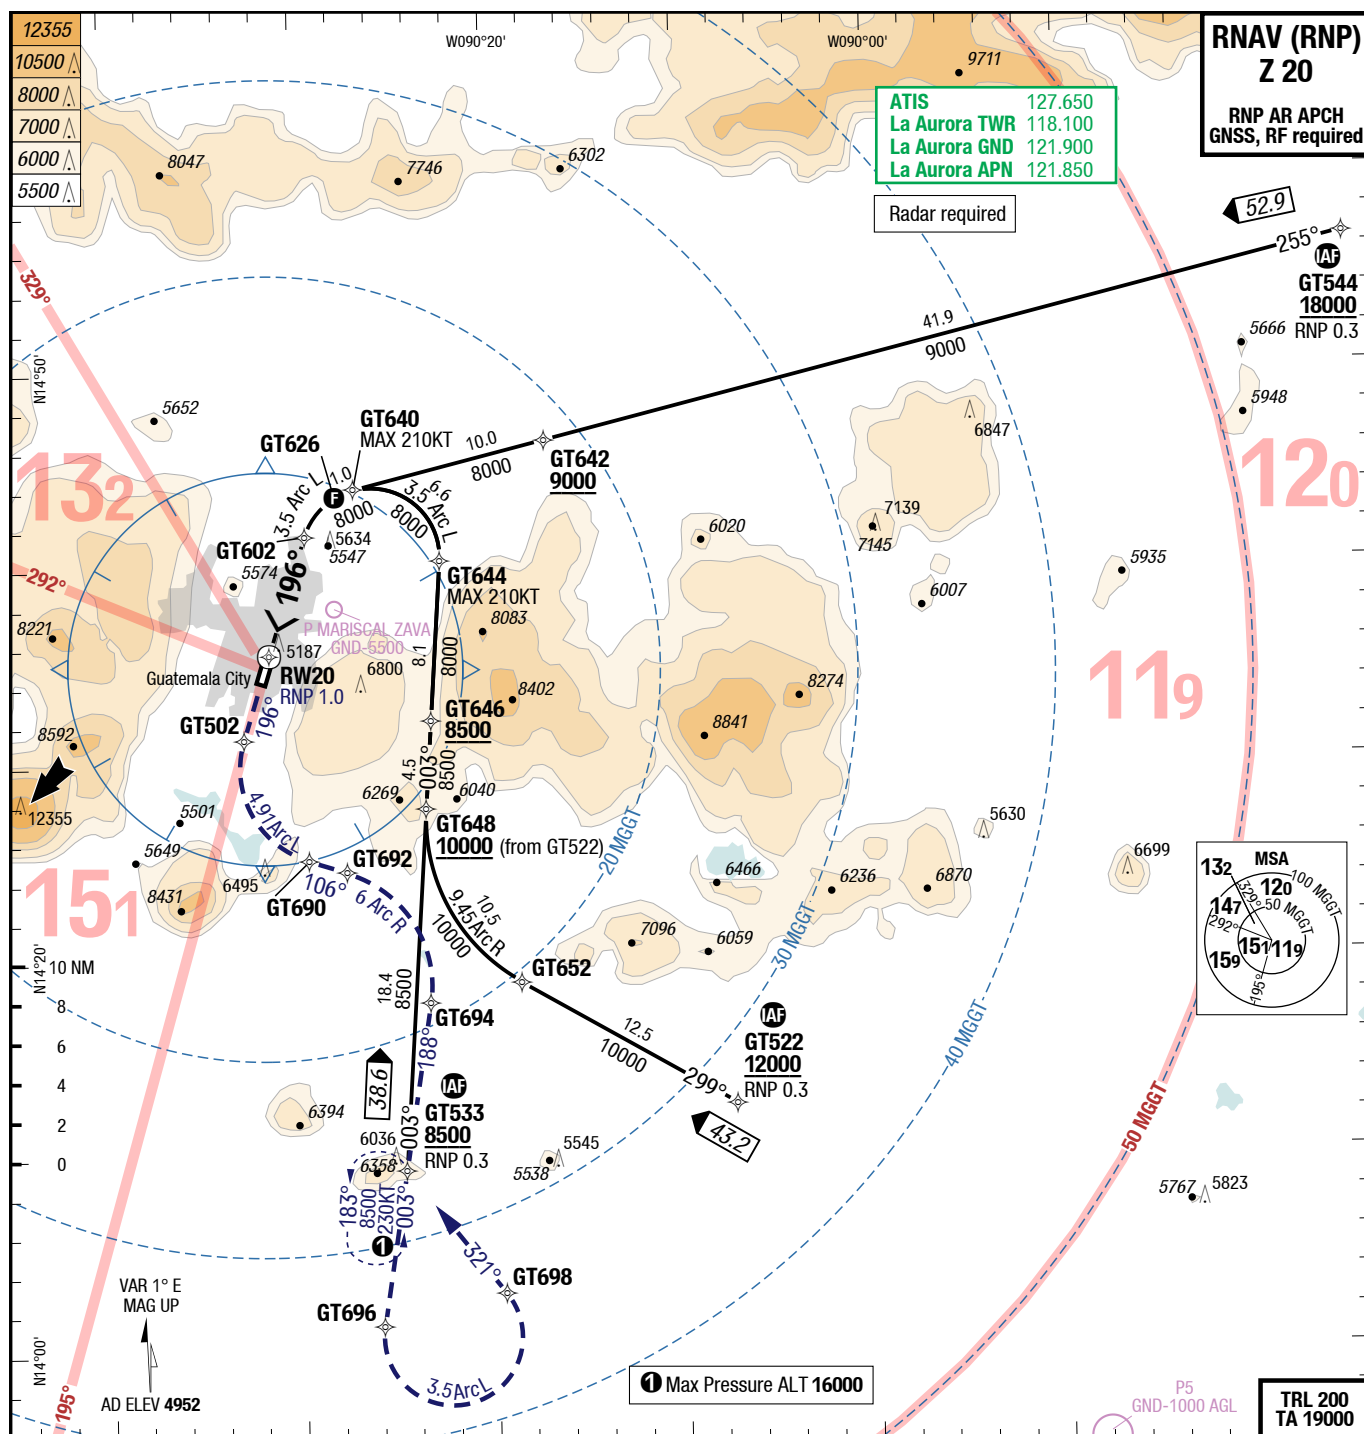 12355
10500
8000
7000
6000
5500
W090°20'
W090°00'
9711
RNAV (RNP)
Z 20
RNP AR APCH
GNSS, RF required
ATIS 127.650
La Aurora TWR 118.100
La Aurora GND 121.900
La Aurora APN 121.850
Radar required
8047
7746
6302
52.9
255°
IAF
GT544
18000
RNP 0.3
329°
41.9
9000
5666
5948
N14°50'
5652
GT640
MAX 210KT
GT626
10.0
8000
GT642
9000
6847
132
120
1.0
F
3.5 Arc L
8000
6.6
3.5 Arc L
8000
7139
7145
GT602
5634
5547
6020
5935
196°
5574
GT644
MAX 210KT
6007
292°
P MARISCAL ZAVA
GND-5500
8083
8221
5187
Guatemala City
RW20
RNP 1.0
6800
8.1
8000
8402
8274
119
196°
GT502
GT646
8500
8841
8592
4.5
003°
8500
12355
5501
6269
6040
4.91 Arc L
GT648
10000 (from GT522)
20 MGGT
5630
5649
6495
8431
GT692
106°
GT690
6 Arc R
6466
6236
6870
6699
151
10.5
9.45 Arc R
10000
7096
6059
MSA
132
329°
120
100 MGGT
147
50 MGGT
292°
151
119
159
195°
N14°20'
10 NM
8
6
4
2
0
18.4
8500
GT652
30 MGGT
GT694
188°
12.5
10000
IAF
GT522
12000
RNP 0.3
299°
40 MGGT
43.2
38.6
IAF
GT533
8500
RNP 0.3
003°
6394
6036
6358
5545
5538
50 MGGT
5767
5823
183°
8500
230KT
003°
1
321°
GT698
GT696
3.5 Arc L
VAR 1° E
MAG UP
N14°00'
195°
AD ELEV 4952
1 Max Pressure ALT 16000
P5
GND-1000 AGL
TRL 200
TA 19000